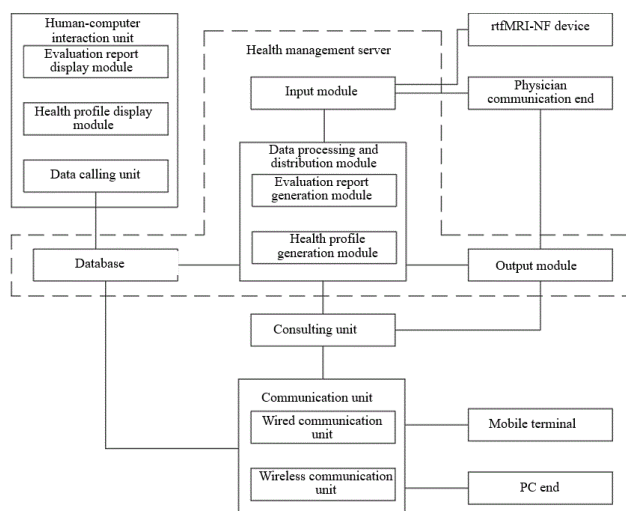 Human-computer
interaction unit
Evaluation report
display module
Health profile display
module
Data calling unit
Health management server
Input module
rtfMRI-NF device
Physician
communication end
Data processing and
distribution module
Evaluation report
generation module
Health profile
generation module
Database
Output module
Consulting unit
Communication unit
Wired communication
unit
Wireless communication
unit
Mobile terminal
PC end